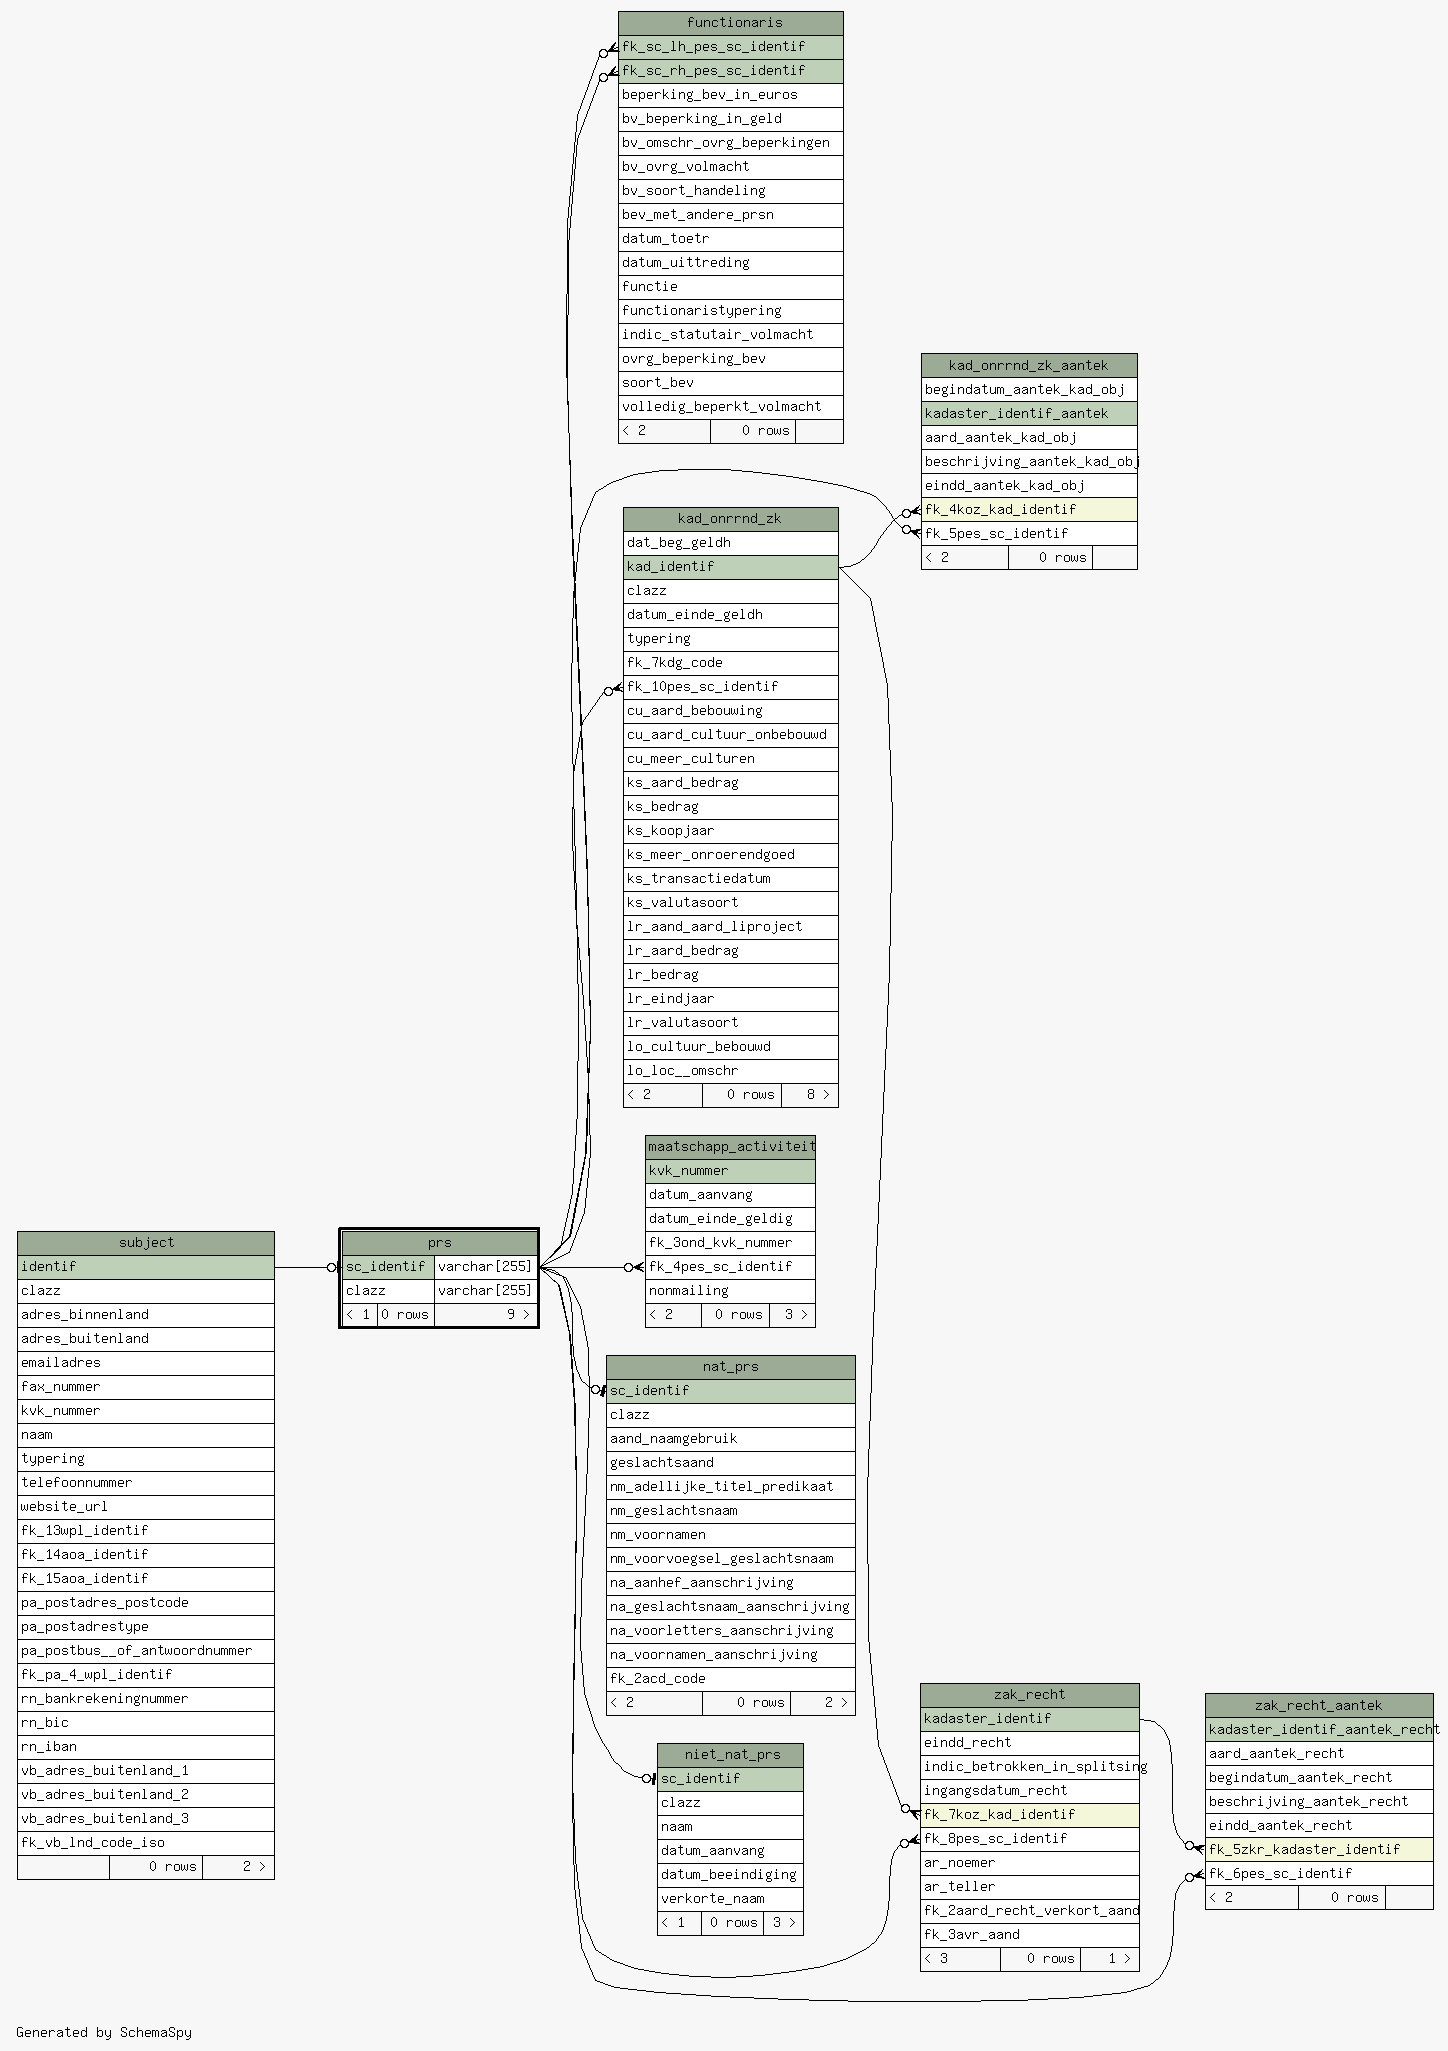 functionaris
fk_sc_lh_pes_sc_identif
fk_sc_rh_pes_sc_identif
beperking_bev_in_euros
bv_beperking_in_geld
bv_omschr_ovrg_beperkingen
bv_ovrg_volmacht
bv_soort_handeling
bev_met_andere_prsn
datum_toetr
datum_uittreding
functie
functionaristypering
indic_statutair_volmacht
ovrg_beperking_bev
soort_bev
volledig_beperkt_volmacht
< 2 0 rows
kad_onrrnd_zk_aantek
begindatum_aantek_kad_obj
kadaster_identif_aantek
aard_aantek_kad_obj
beschrijving_aantek_kad_obj
eindd_aantek_kad_obj
fk_4koz_kad_identif
fk_5pes_sc_identif
< 2 0 rows
kad_onrrnd_zk
dat_beg_geldh
kad_identif
clazz
datum_einde_geldh
typering
fk_7kdg_code
fk_10pes_sc_identif
cu_aard_bebouwing
cu_aard_cultuur_onbebouwd
cu_meer_culturen
ks_aard_bedrag
ks_bedrag
ks_koopjaar
ks_meer_onroerendgoed
ks_transactiedatum
ks_valutasoort
lr_aand_aard_liproject
lr_aard_bedrag
lr_bedrag
lr_eindjaar
lr_valutasoort
lo_cultuur_bebouwd
lo_loc__omschr
< 2 0 rows 8 >
maatschapp_activiteit
kvk_nummer
datum_aanvang
datum_einde_geldig
fk_3ond_kvk_nummer
fk_4pes_sc_identif
nonmailing
< 2 0 rows 3 >
subject
identif
clazz
adres_binnenland
adres_buitenland
emailadres
fax_nummer
kvk_nummer
naam
typering
telefoonnummer
website_url
fk_13wpl_identif
fk_14aoa_identif
fk_15aoa_identif
pa_postadres_postcode
pa_postadrestype
pa_postbus__of_antwoordnummer
fk_pa_4_wpl_identif
rn_bankrekeningnummer
rn_bic
rn_iban
vb_adres_buitenland_1
vb_adres_buitenland_2
vb_adres_buitenland_3
fk_vb_lnd_code_iso
0 rows 2 >
prs
sc_identif varchar[255]
clazz varchar[255]
< 1 0 rows 9 >
nat_prs
sc_identif
clazz
aand_naamgebruik
geslachtsaand
nm_adellijke_titel_predikaat
nm_geslachtsnaam
nm_voornamen
nm_voorvoegsel_geslachtsnaam
na_aanhef_aanschrijving
na_geslachtsnaam_aanschrijving
na_voorletters_aanschrijving
na_voornamen_aanschrijving
fk_2acd_code
< 2 0 rows 2 >
niet_nat_prs
sc_identif
clazz
naam
datum_aanvang
datum_beeindiging
verkorte_naam
< 1 0 rows 3 >
zak_recht
kadaster_identif
eindd_recht
indic_betrokken_in_splitsing
ingangsdatum_recht
fk_7koz_kad_identif
fk_8pes_sc_identif
ar_noemer
ar_teller
fk_2aard_recht_verkort_aand
fk_3avr_aand
< 3 0 rows 1 >
zak_recht_aantek
kadaster_identif_aantek_recht
aard_aantek_recht
begindatum_aantek_recht
beschrijving_aantek_recht
eindd_aantek_recht
fk_5zkr_kadaster_identif
fk_6pes_sc_identif
< 2 0 rows
Generated by SchemaSpy